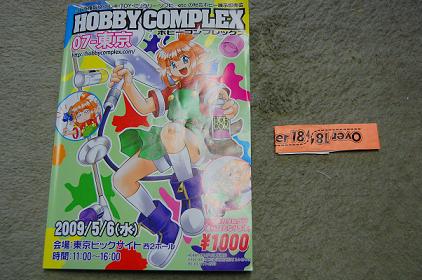 HOBBY COMPLEX
ホビーコンプレックス
07-東京
http://hobbycomplex.com/
2009/5/6(水)
会場:東京ビッグサイト 西2ホール
時間:11:00~16:00
¥1000
er 18
Over 18